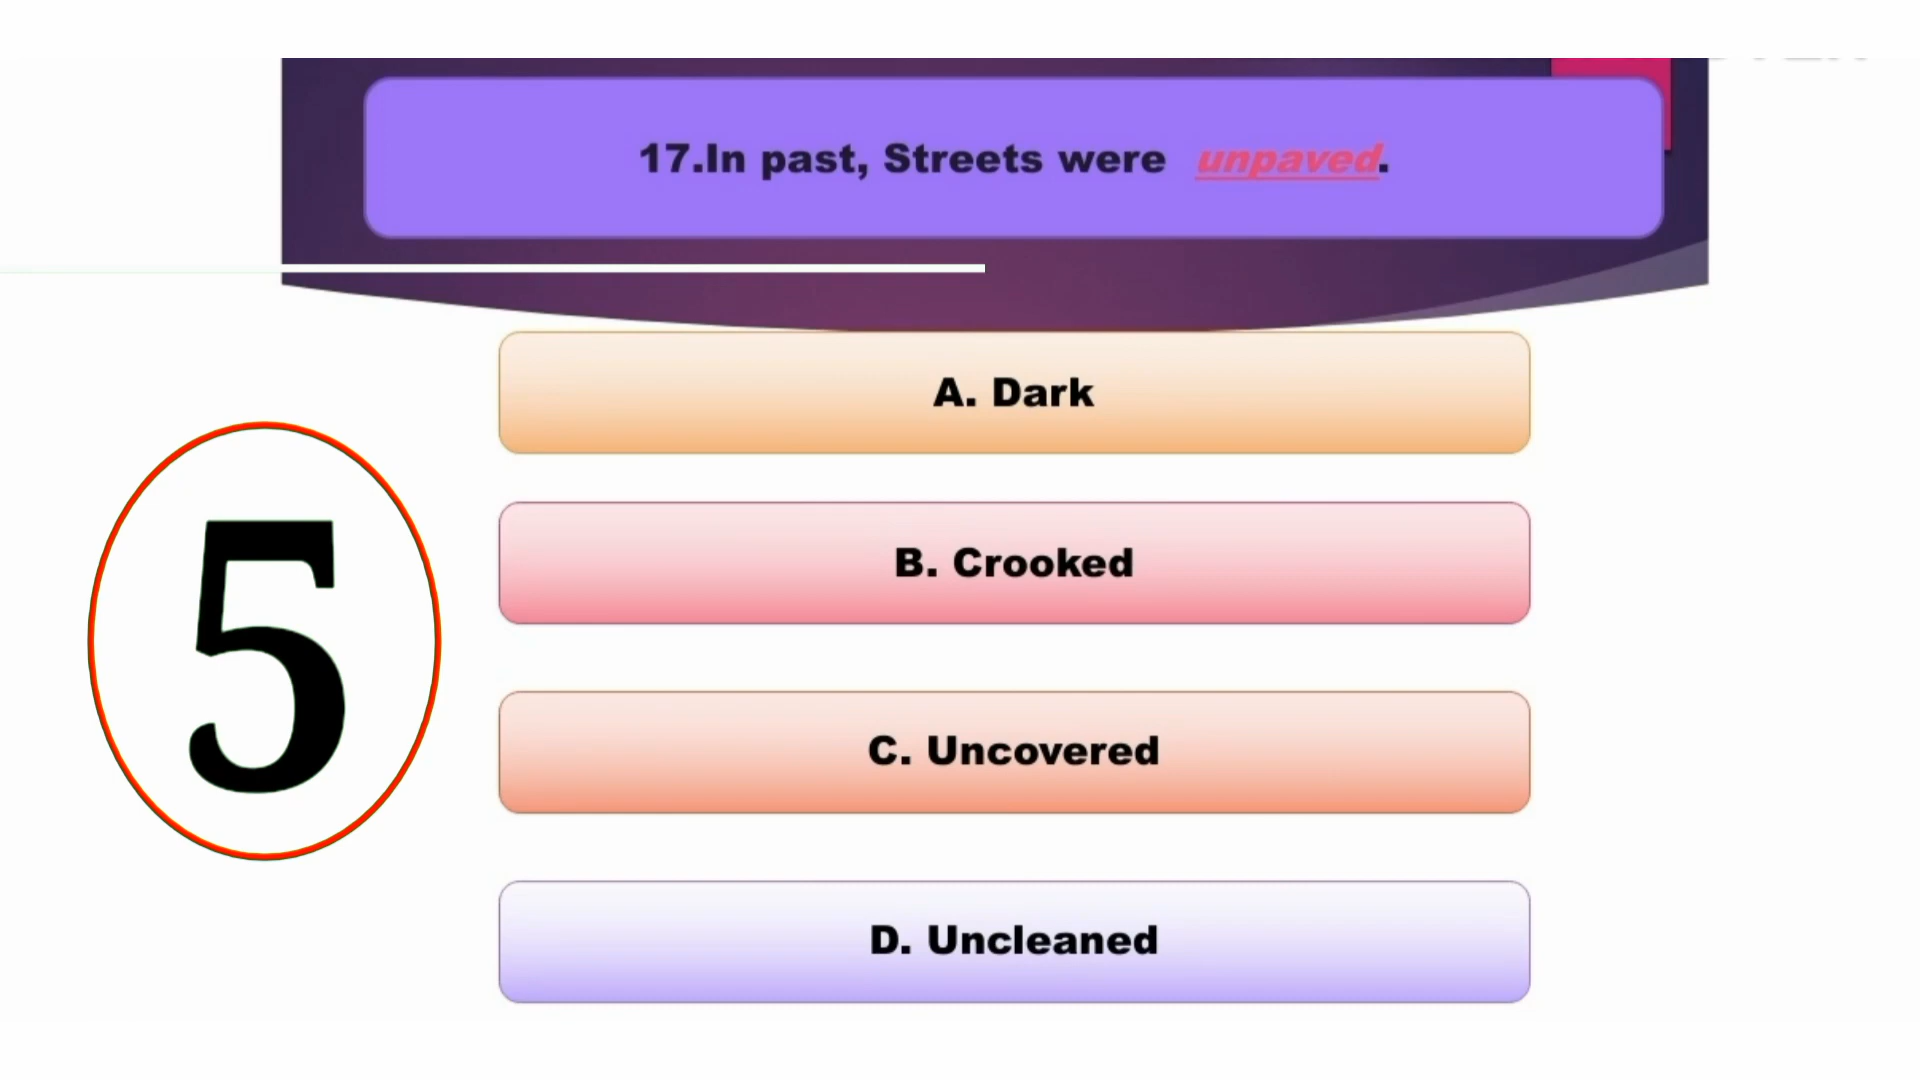 17.In past, Streets were unpaved.
A. Dark
B. Crooked
5
C. Uncovered
D. Uncleaned